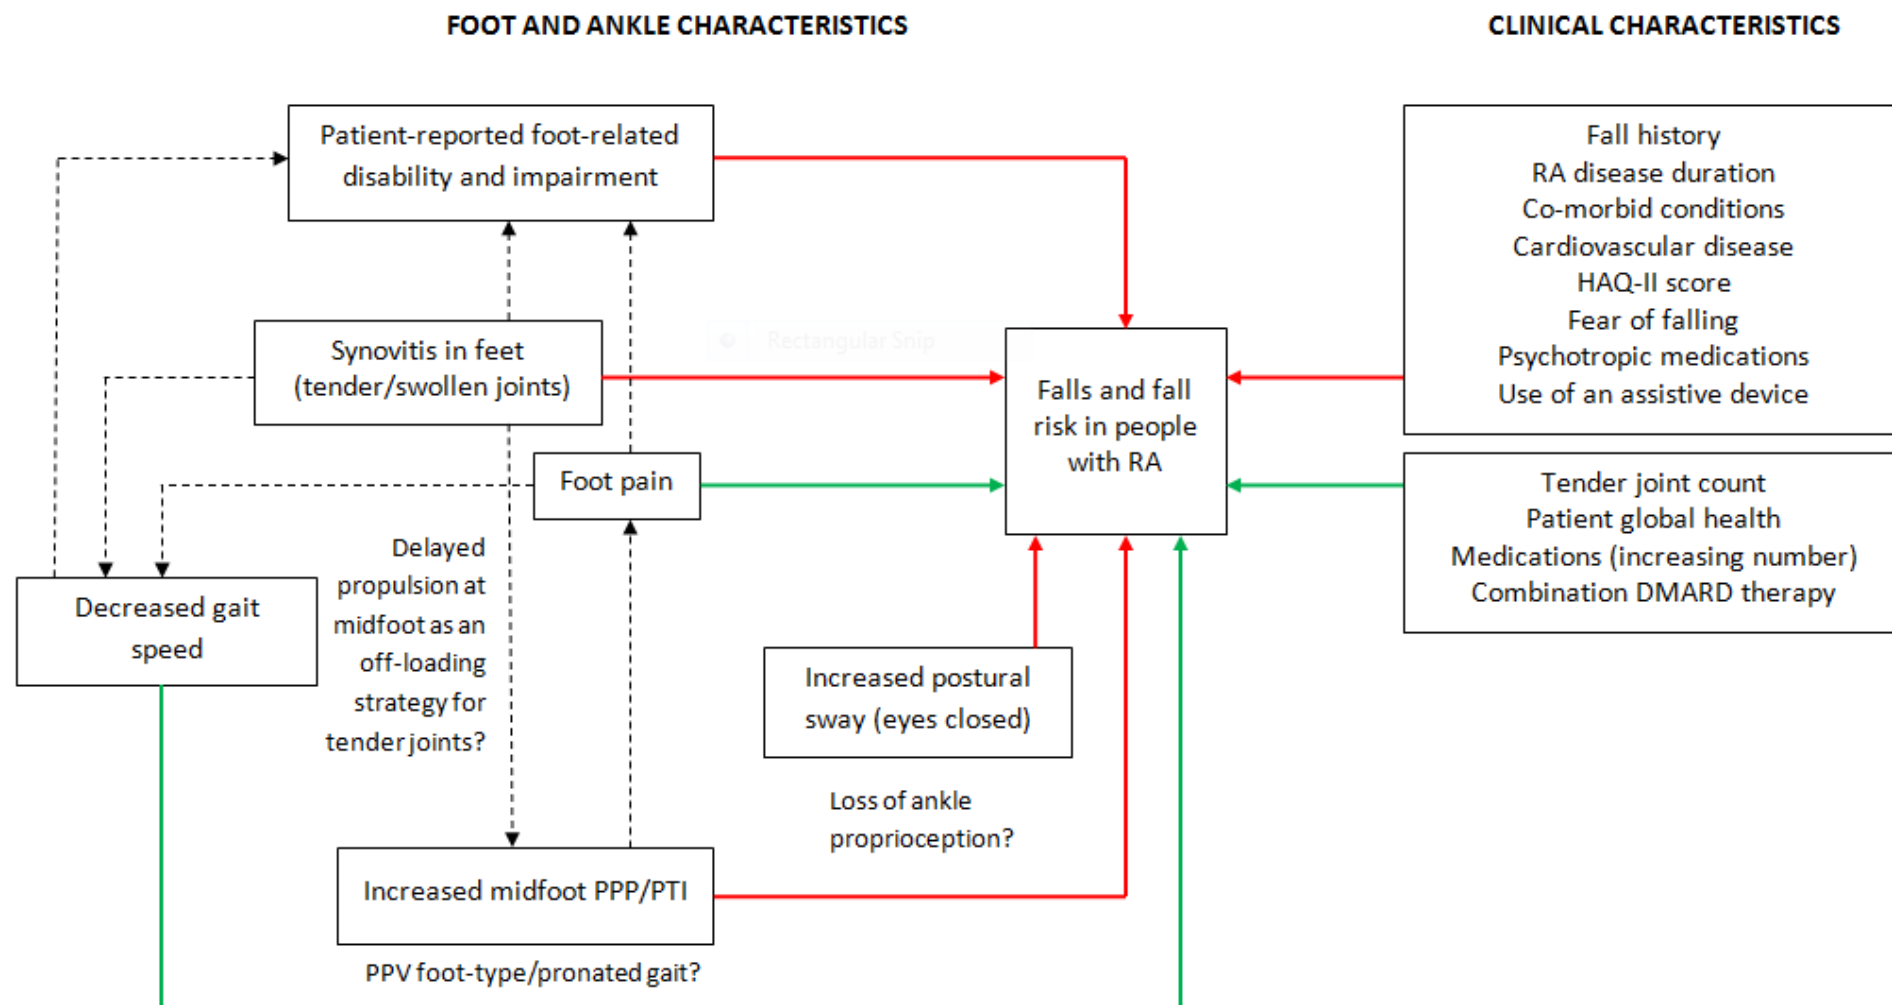 FOOT AND ANKLE CHARACTERISTICS
CLINICAL CHARACTERISTICS
Patient-reported foot-related
disability and impairment
Fall history
RA disease duration
Co-morbid conditions
Cardiovascular disease
HAQ-II score
Fear of falling
Psychotropic medications
Use of an assistive device
Rectangular Snip
Synovitis in feet
(tender/swollen joints)
Falls and fall
risk in people
with RA
Foot pain
Tender joint count
Patient global health
Medications (increasing number)
Combination DMARD therapy
Delayed
propulsion at
midfoot as an
off-loading
strategy for
tender joints?
Decreased gait
speed
Increased postural
sway (eyes closed)
Loss of ankle
proprioception?
Increased midfoot PPP/PTI
PPV foot-type/pronated gait?